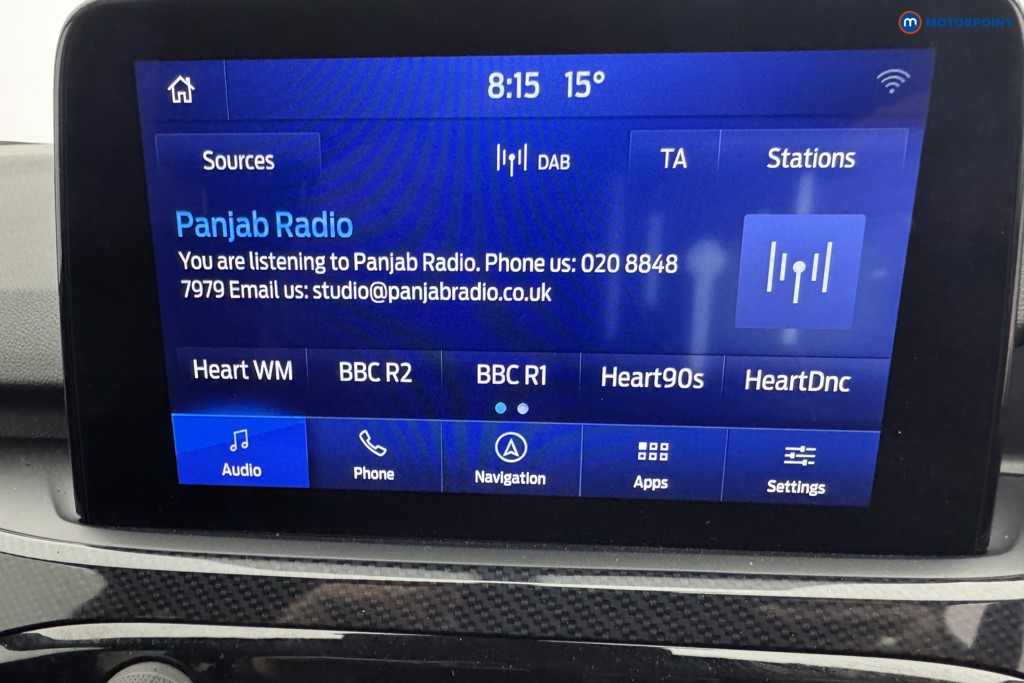 MOTORPOINT
8:15 15°
Sources DAB TA Stations
Panjab Radio
You are listening to Panjab Radio. Phone us: 020 8848
7979 Email us: studio@panjabradio.co.uk
Heart WM BBC R2 BBC R1 Heart90s HeartDnc
Audio Phone Navigation Apps Settings